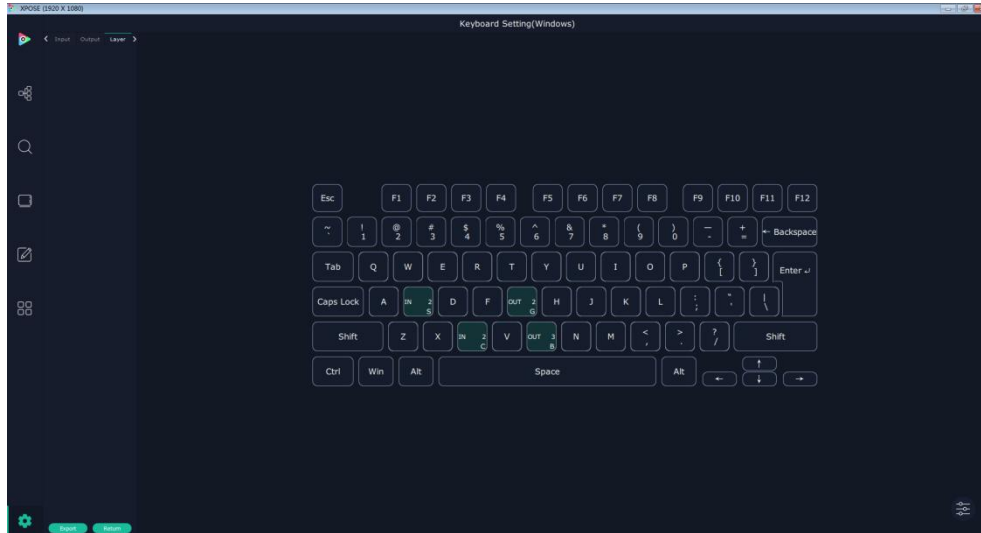 XPOSE (1920 X 1080)
Keyboard Setting(Windows)
Input Output Layer
Esc F1 F2 F3 F4 F5 F6 F7 F8 F9 F10 F11 F12
~ ! @ # $ % ^ & * ( ) — +
` 1 2 3 4 5 6 7 8 9 0 - = ← Backspace
Tab Q W E R T Y U I O P { [ } ] Enter ↵
Caps Lock A IN 2 S D F OUT 2 G H J K L : ; " ' | \
Shift Z X IN 2 C V OUT 3 B N M < , > . ? / Shift
Ctrl Win Alt Space Alt ← ↑ ↓ →
Export Return